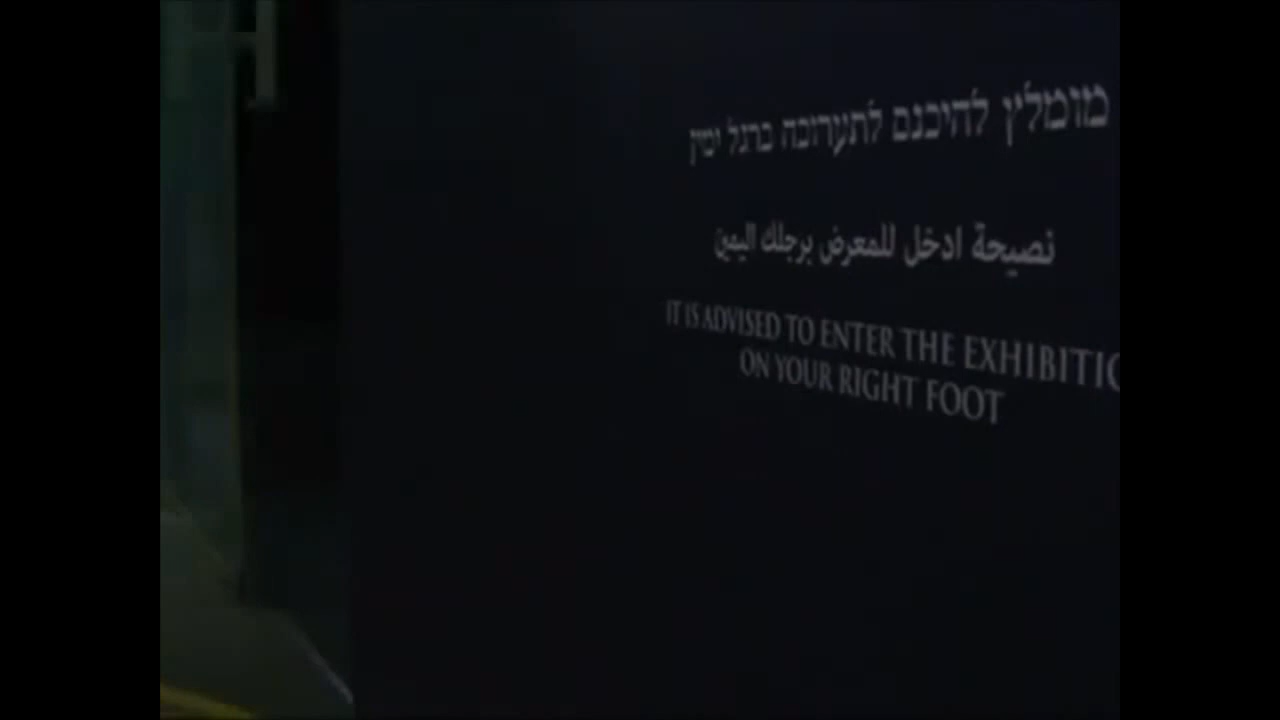 מומלץ להיכנס לתערוכה ברגל ימין
نصيحة ادخل للمعرض برجلك اليمين
IT IS ADVISED TO ENTER THE EXHIBITIO
ON YOUR RIGHT FOOT